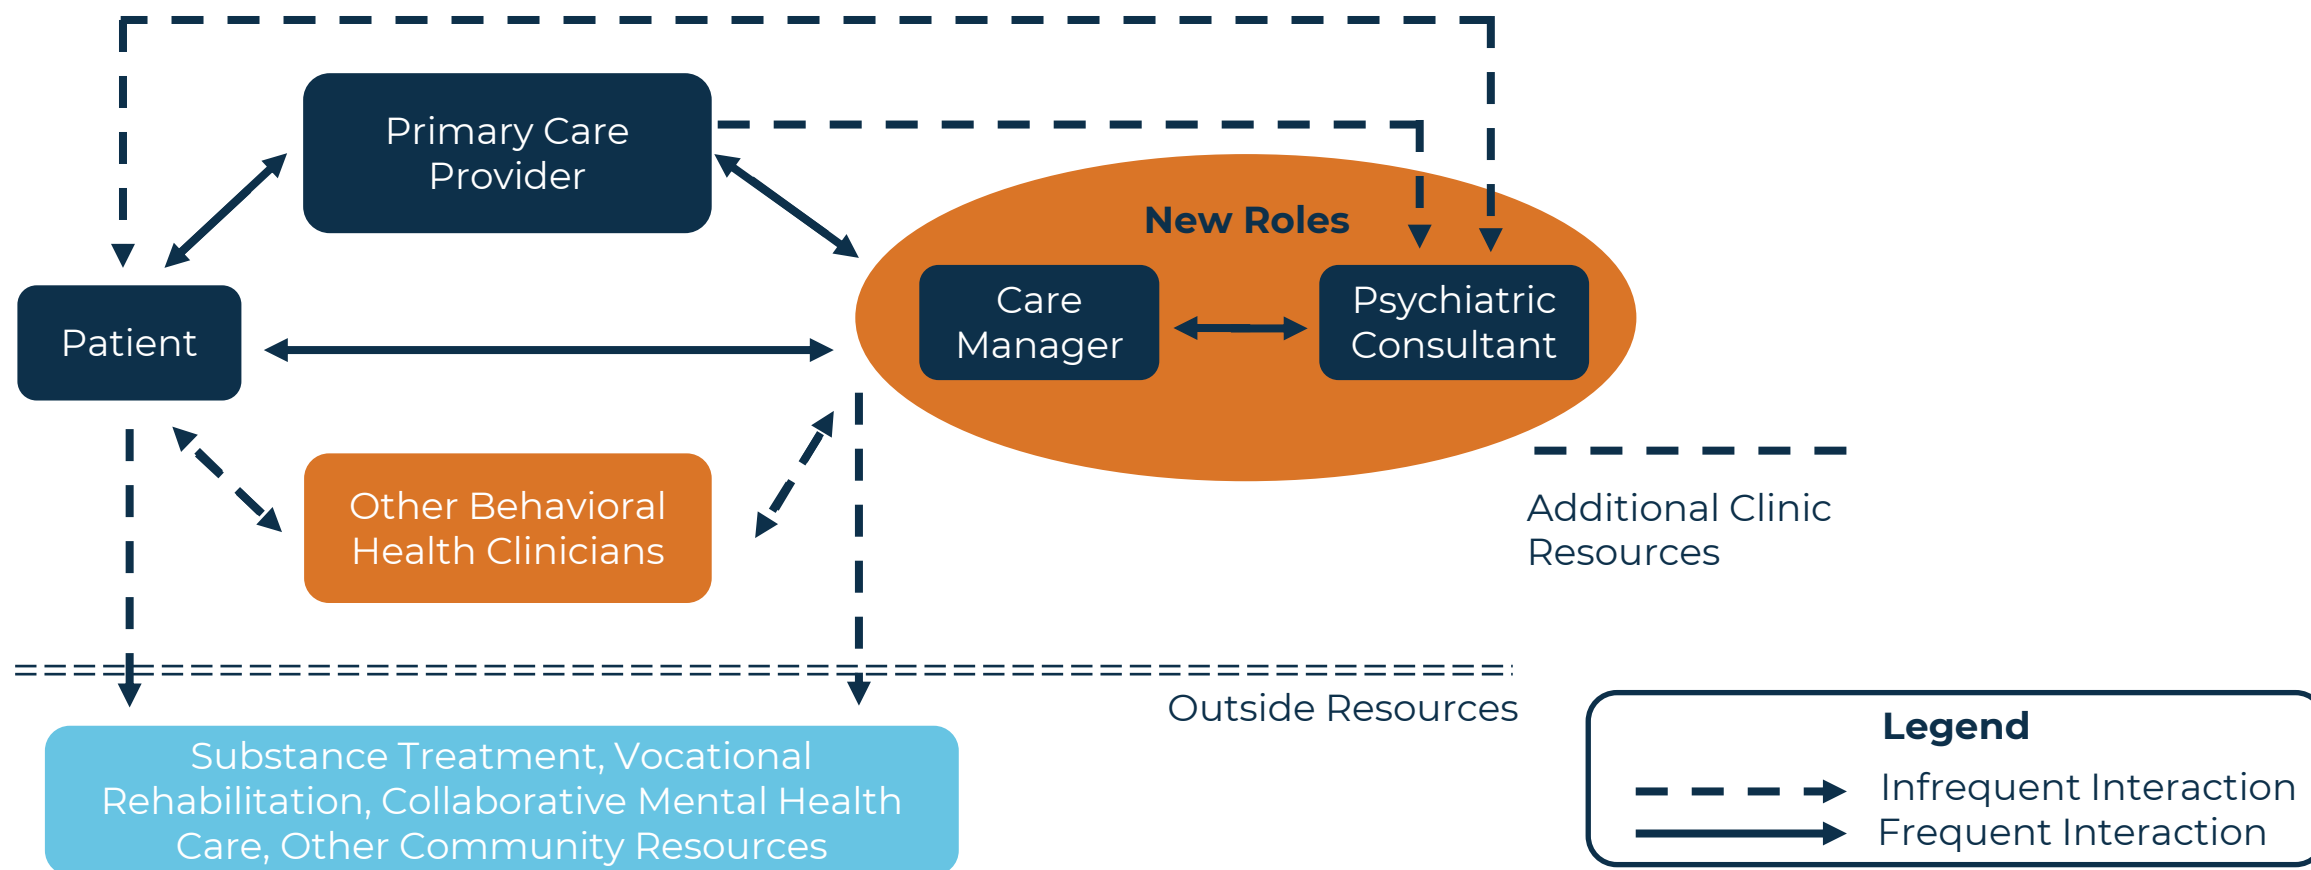 Primary Care
Provider
New Roles
Care
Manager
Psychiatric
Consultant
Patient
Other Behavioral
Health Clinicians
Additional Clinic
Resources
Outside Resources
Substance Treatment, Vocational
Rehabilitation, Collaborative Mental Health
Care, Other Community Resources
Legend
Infrequent Interaction
Frequent Interaction